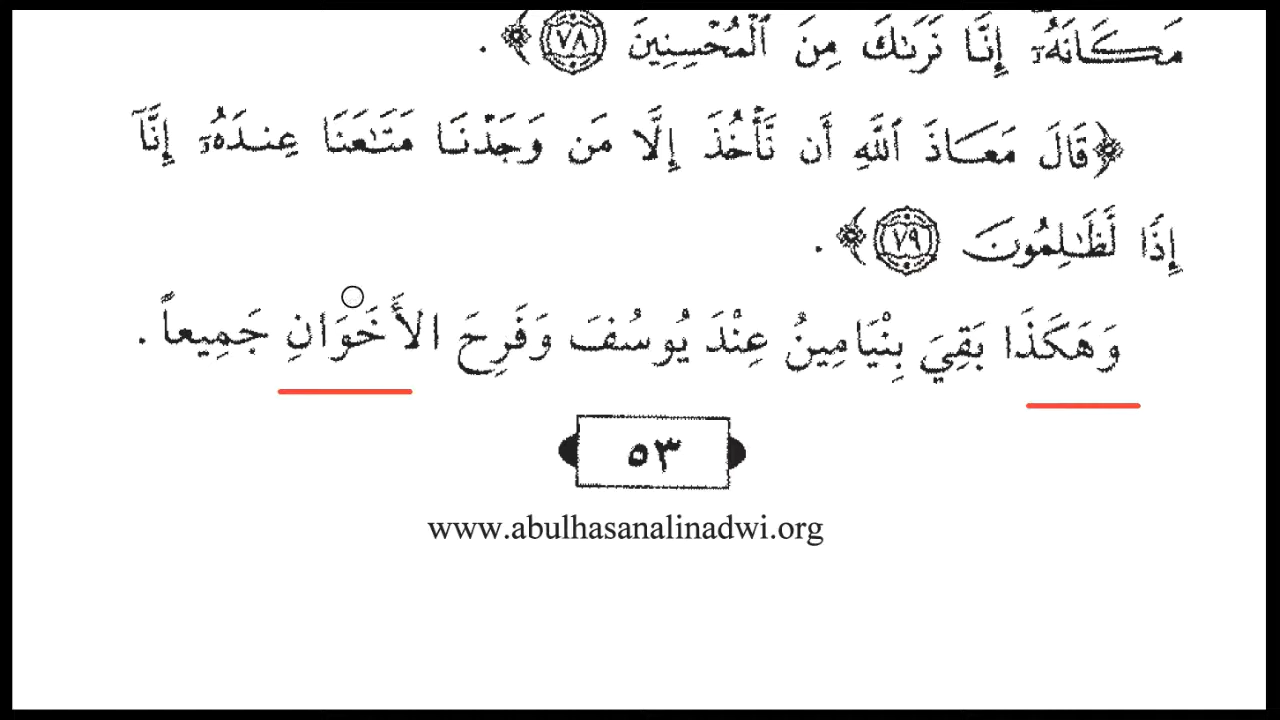 مَكَانَهُۥٓ إِنَّا نَرَىٰكَ مِنَ ٱلْمُحْسِنِينَ ٧٨ ﴾ .
﴿ قَالَ مَعَاذَ ٱللَّهِ أَن نَّأْخُذَ إِلَّا مَن وَجَدْنَا مَتَـٰعَنَا عِندَهُۥٓ إِنَّآ
إِذًا لَّظَـٰلِمُونَ ٧٩ ﴾ .
وَهَكَذَا بَقِيَ بِنْيَامِينُ عِنْدَ يُوسُفَ وَفَرِحَ الأَخَوَانِ جَمِيعاً .
٥٣
www.abulhasanalinadwi.org